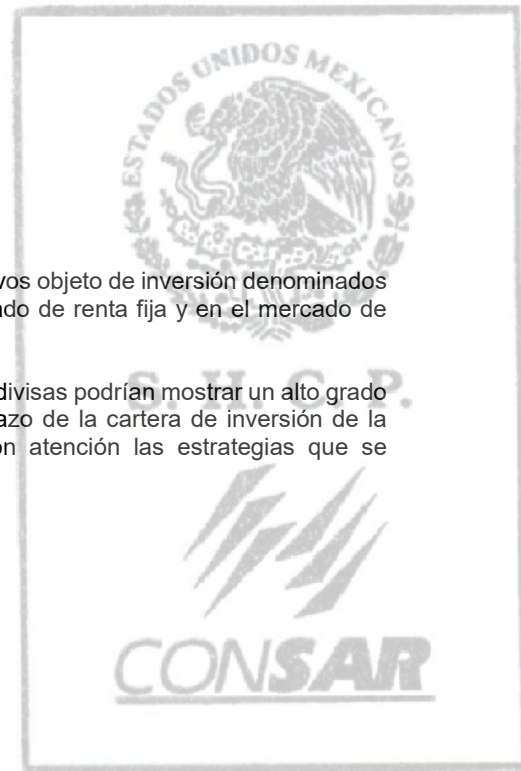 ESTADOS UNIDOS MEXICANOS
vos objeto de inversión denominados
ado de renta fija y en el mercado de
S. H. C. P.
divisas podrían mostrar un alto grado
azo de la cartera de inversión de la
on atención las estrategias que se
CONSAR